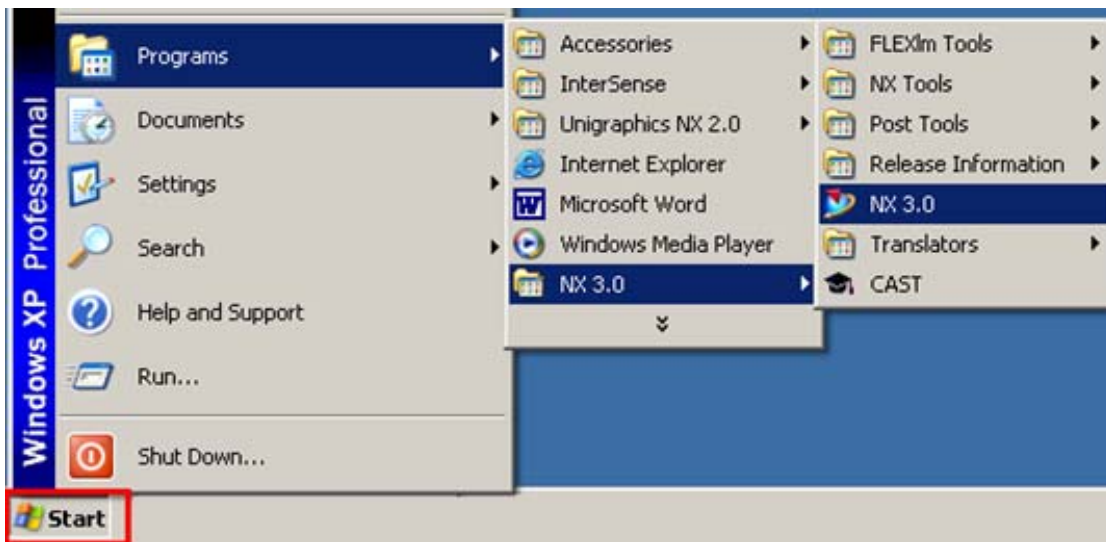 Windows XP Professional
Programs
Documents
Settings
Search
Help and Support
Run...
Shut Down...
Start
Accessories
InterSense
Unigraphics NX 2.0
Internet Explorer
Microsoft Word
Windows Media Player
NX 3.0
FLEXlm Tools
NX Tools
Post Tools
Release Information
NX 3.0
Translators
CAST